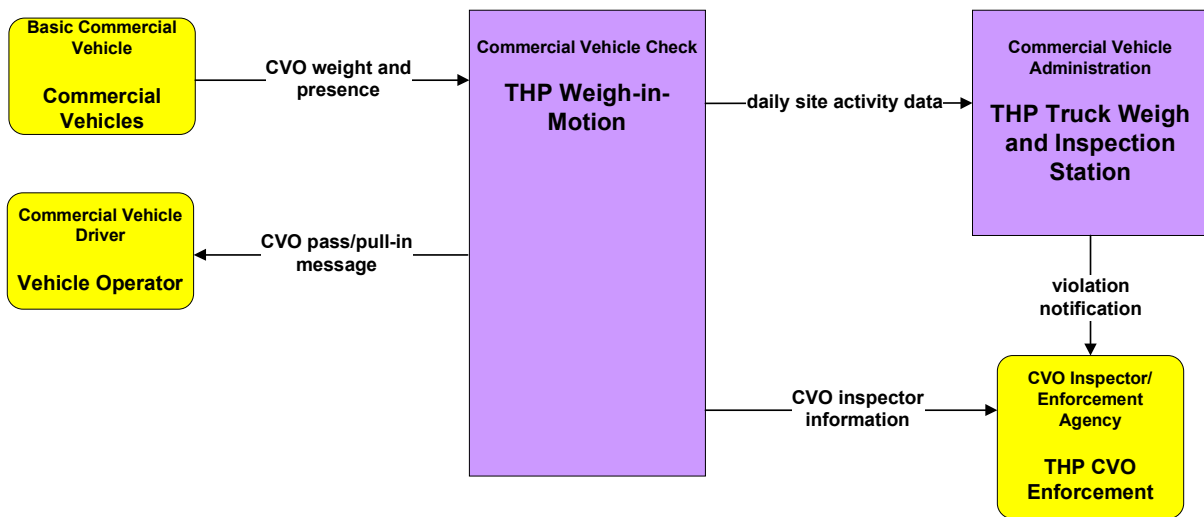 Basic Commercial
Vehicle
Commercial
Vehicles
CVO weight and
presence
Commercial Vehicle Check
THP Weigh-in-
Motion
daily site activity data
Commercial Vehicle
Administration
THP Truck Weigh
and Inspection
Station
Commercial Vehicle
Driver
Vehicle Operator
CVO pass/pull-in
message
violation
notification
CVO inspector
information
CVO Inspector/
Enforcement
Agency
THP CVO
Enforcement